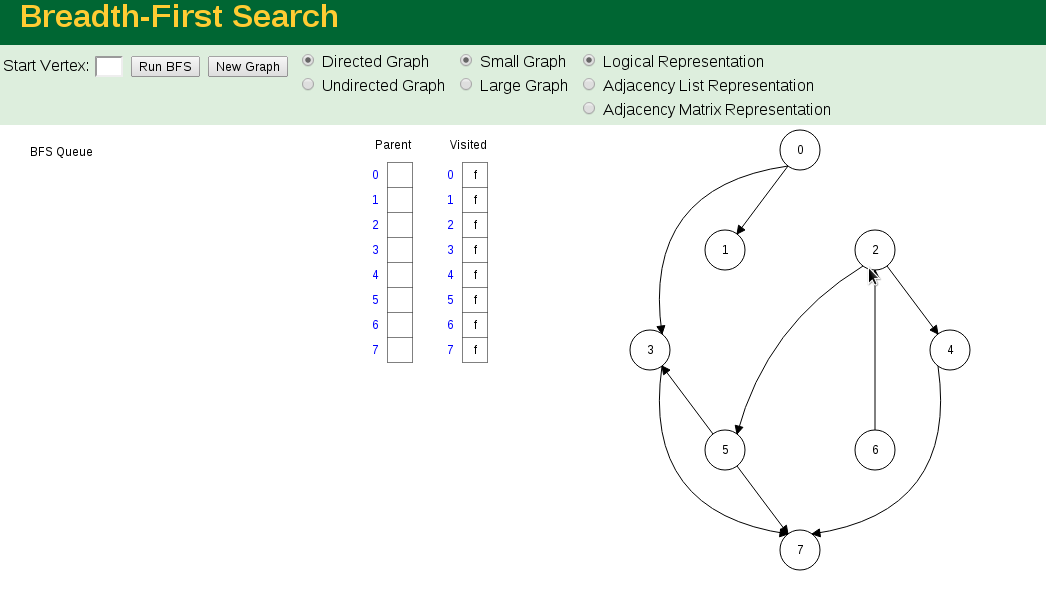 Breadth-First Search
Start Vertex: Run BFS New Graph
Directed Graph
Undirected Graph
Small Graph
Large Graph
Logical Representation
Adjacency List Representation
Adjacency Matrix Representation
BFS Queue
Parent Visited
0 0 f
1 1 f
2 2 f
3 3 f
4 4 f
5 5 f
6 6 f
7 7 f
0
1 2
3 4
5 6
7